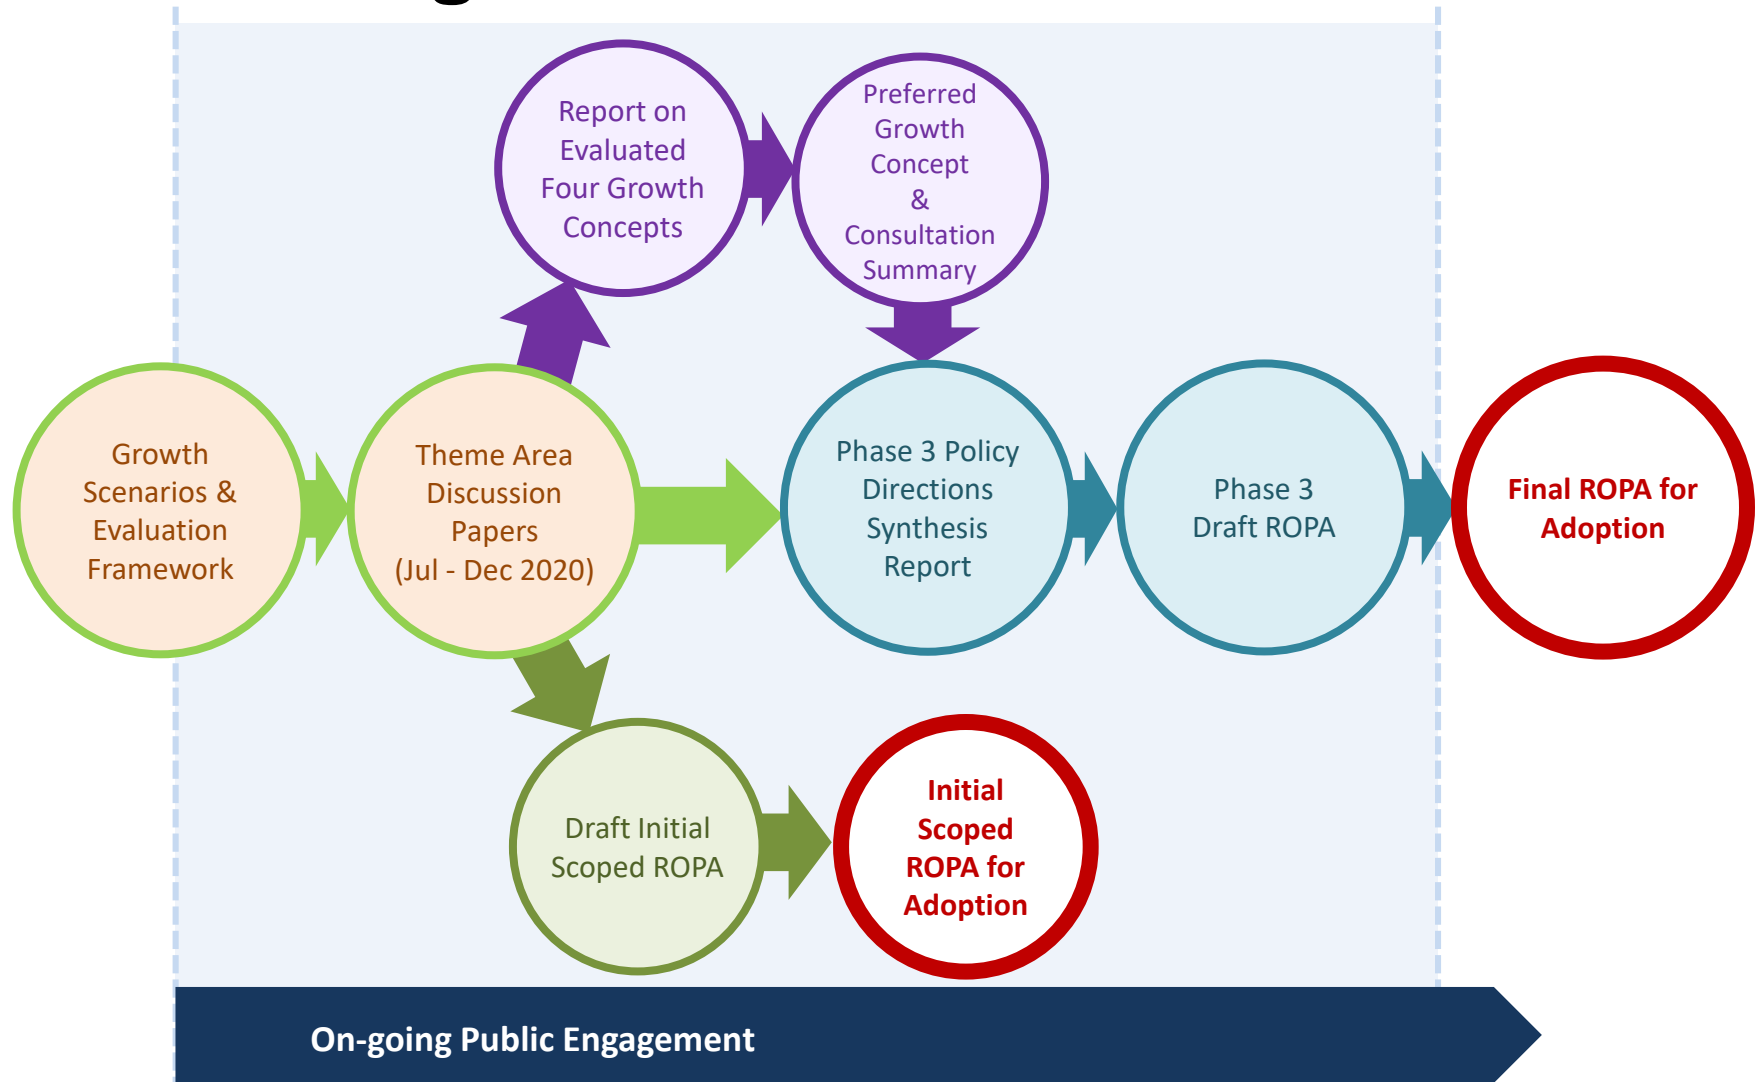 Report on
Evaluated
Four Growth
Concepts
Preferred
Growth
Concept
&
Consultation
Summary
Growth
Scenarios &
Evaluation
Framework
Theme Area
Discussion
Papers
(Jul - Dec 2020)
Phase 3 Policy
Directions
Synthesis
Report
Phase 3
Draft ROPA
Final ROPA for
Adoption
Draft Initial
Scoped ROPA
Initial
Scoped
ROPA for
Adoption
On-going Public Engagement